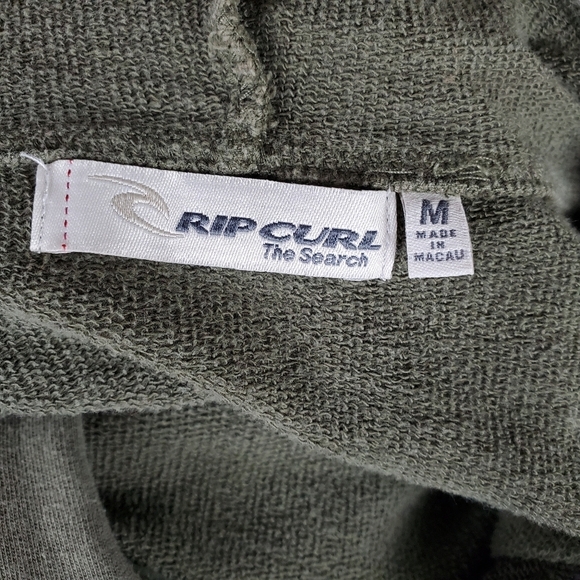 RIP CURL
The Search
M
MADE
IN
MACAU